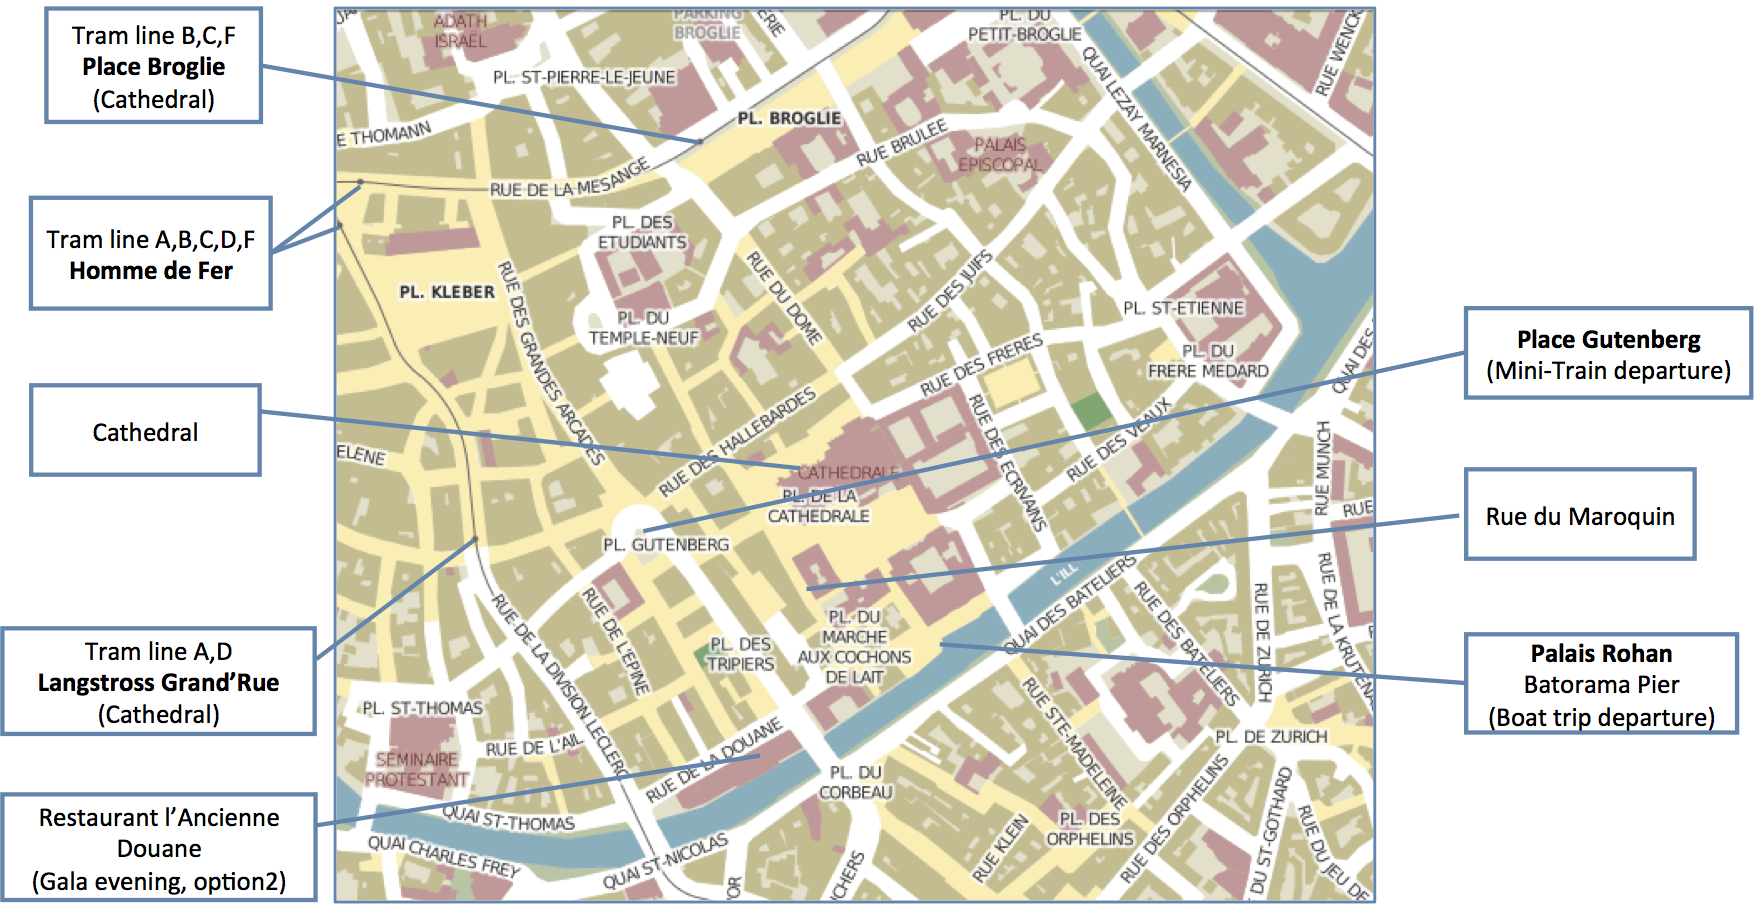 Tram line B,C,F
Place Broglie
(Cathedral)
Tram line A,B,C,D,F
Homme de Fer
Cathedral
Tram line A,D
Langstross Grand’Rue
(Cathedral)
Restaurant l’Ancienne
Douane
(Gala evening, option2)
ADATH
ISRAEL
PARKING
BROGLIE
PL. DU
PETIT-BROGLIE
RUE WENCK
PL. ST-PIERRE-LE-JEUNE
QUAI LEZAY MARNESIA
PL. BROGLIE
E THOMANN
RUE BRULEE
PALAIS
EPISCOPAL
RUE DE LA MESANGE
PL. DES
ETUDIANTS
PL. KLEBER
RUE DES GRANDES ARCADES
RUE DU DOME
RUE DES JUIFS
PL. ST-ETIENNE
PL. DU
TEMPLE-NEUF
PL. DU
FRERE MEDARD
QUAI DES
RUE DES FRERES
RUE DES HALLEBARDES
RUE DES ECRIVAINS
RUE DES VEAUX
RUE MUNCH
ELENE
CATHEDRALE
PL. DE LA
CATHEDRALE
RUE
PL. GUTENBERG
L'ILL
QUAI DES BATELIERS
RUE DES BATELIERS
RUE DE ZURICH
RUE DE LA KRUTENA
RUE DE LA DIVISION LECLERC
RUE DE L'EPINE
PL. DES
TRIPIERS
PL. DU
MARCHE
AUX COCHONS
DE LAIT
PL. ST-THOMAS
RUE DE L'AIL
SEMINAIRE
PROTESTANT
RUE DE LA DOUANE
RUE STE-MADELEINE
PL. DE ZURICH
PL. DU
CORBEAU
QUAI ST-THOMAS
QUAI CHARLES FREY
QUAI ST-NICOLAS
PL. DES
ORPHELINS
RUE KLEIN
RUE DES ORPHELINS
DU ST-GOTHARD
RUE DU JEU DE
OR
CHERS
Place Gutenberg
(Mini-Train departure)
Rue du Maroquin
Palais Rohan
Batorama Pier
(Boat trip departure)